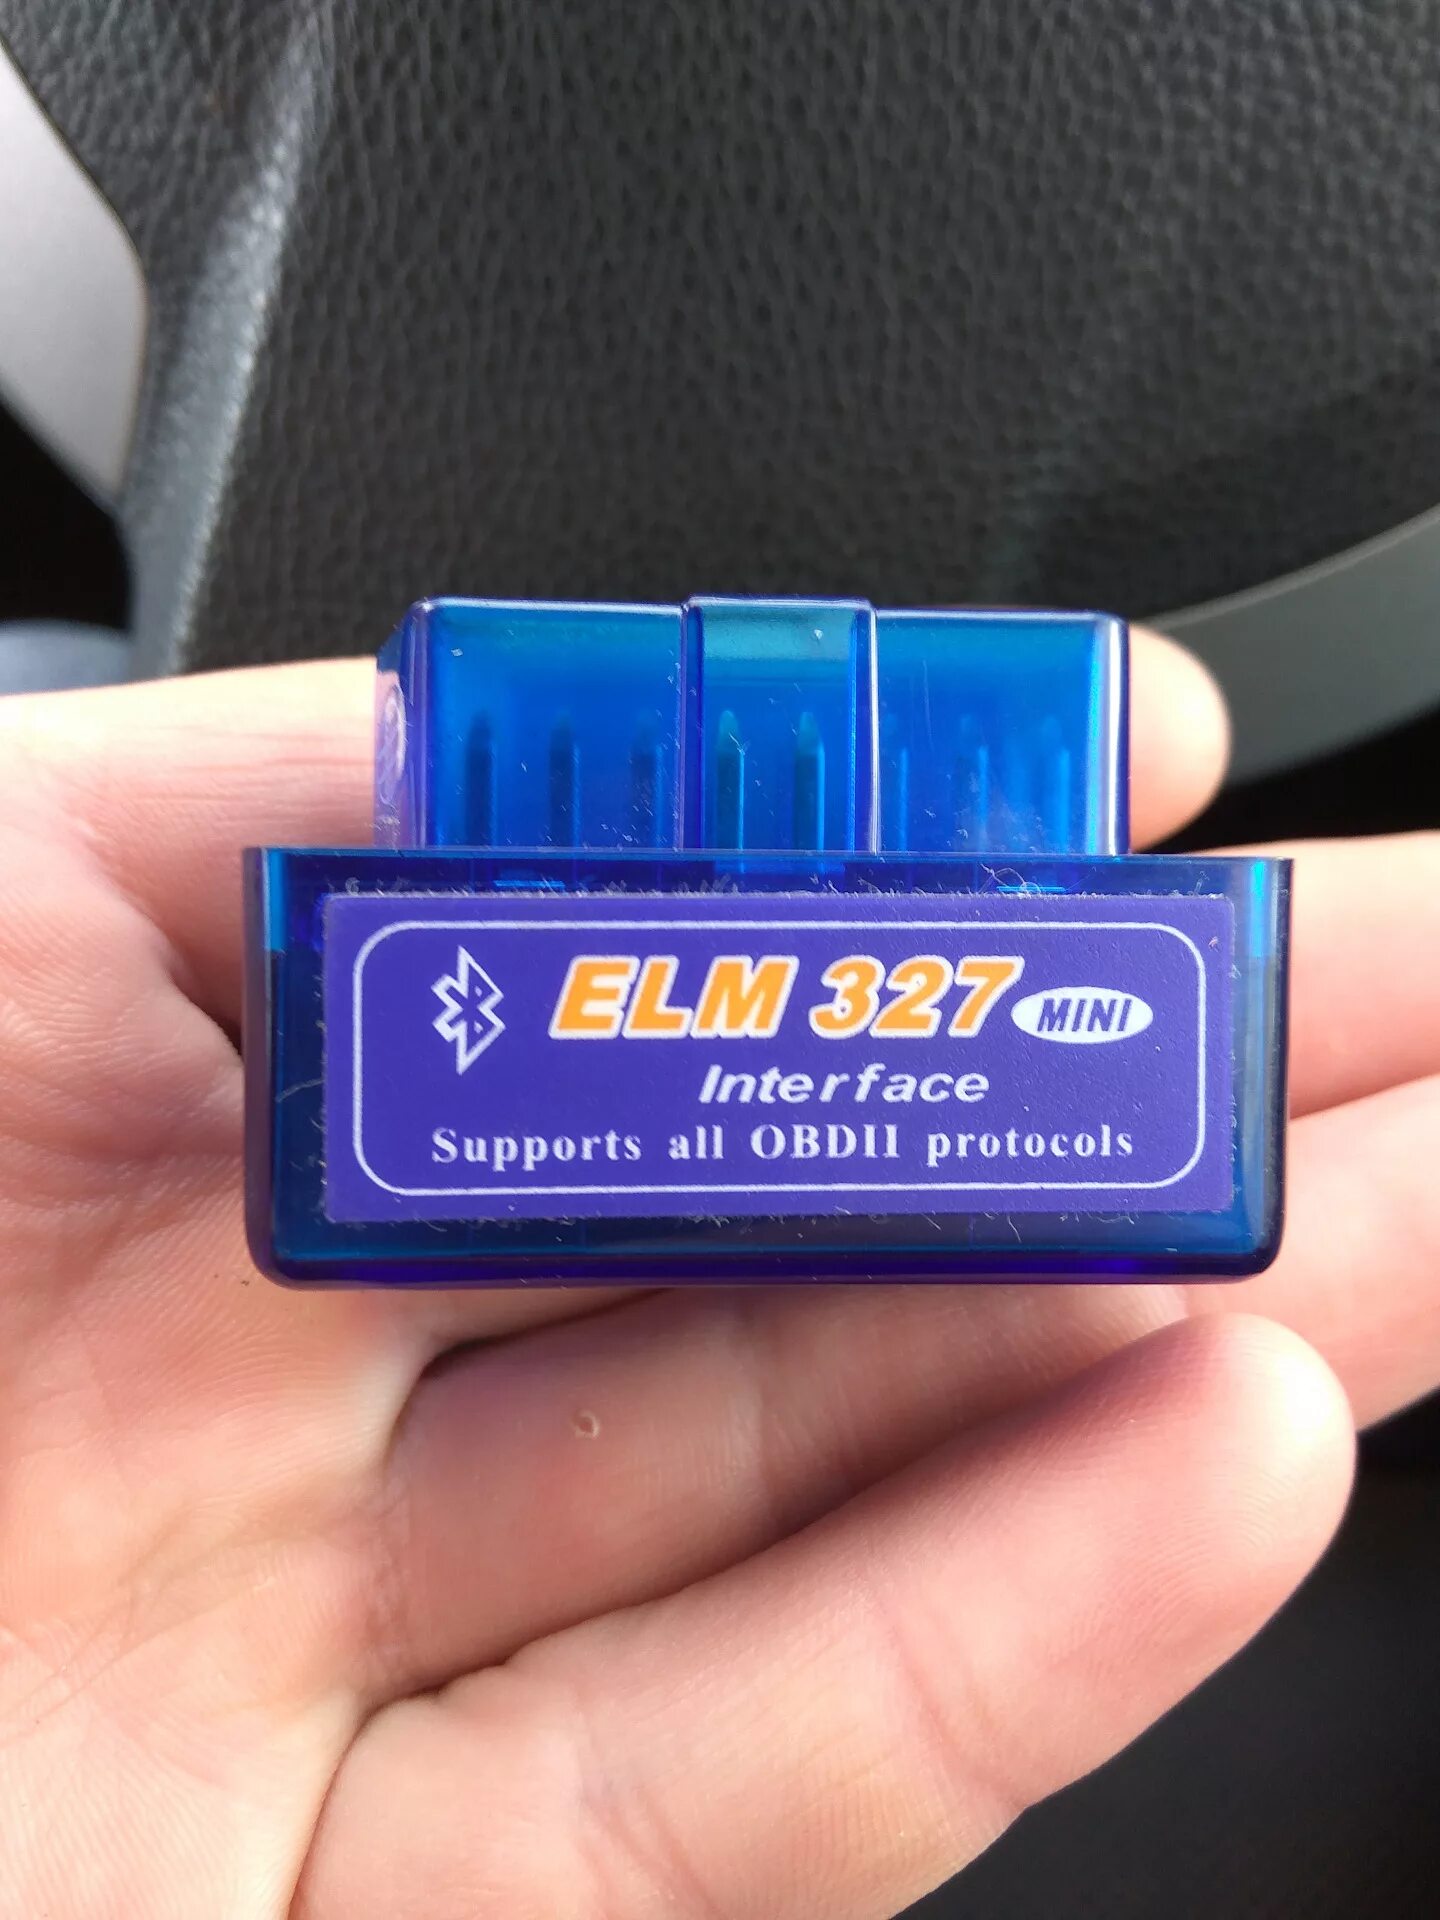 ELM 327 MINI
Interface
Supports all OBDII protocols